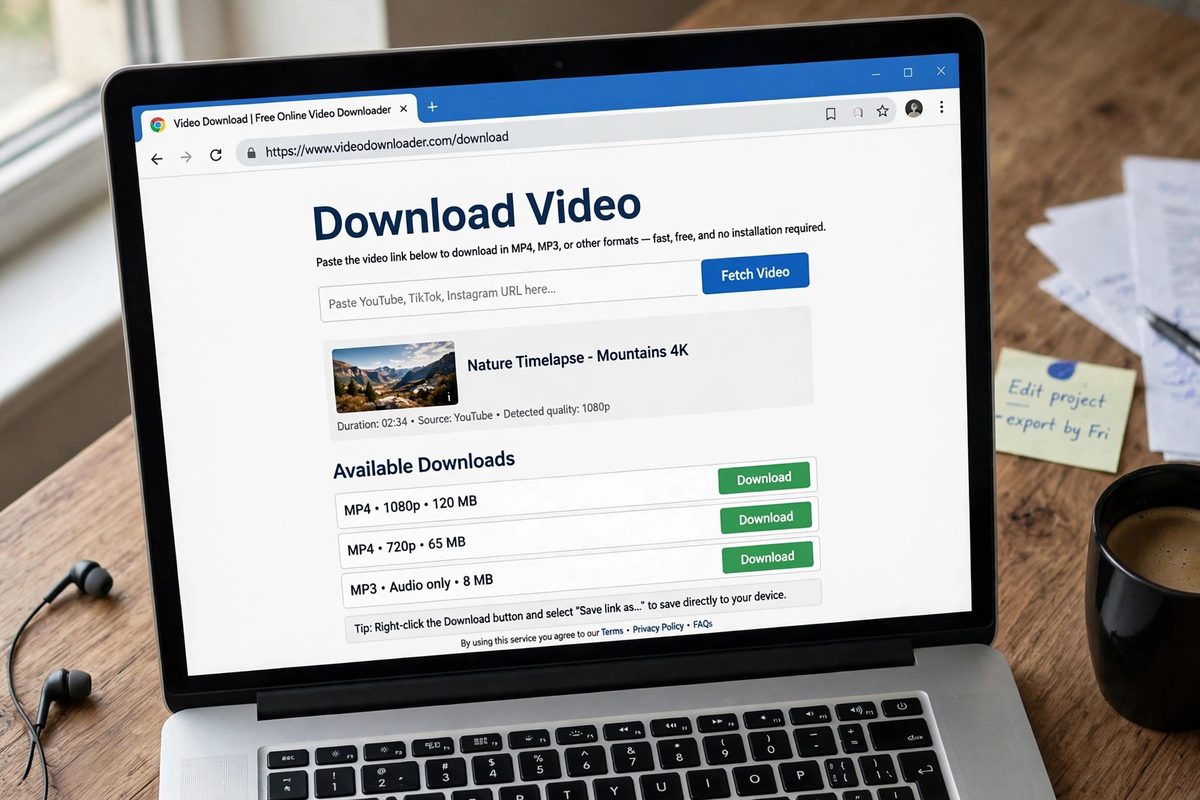 Video Download | Free Online Video Downloader
https://www.videodownloader.com/download
Download Video
Paste the video link below to download in MP4, MP3, or other formats — fast, free, and no installation required.
Paste YouTube, TikTok, Instagram URL here...
Fetch Video
Nature Timelapse - Mountains 4K
Duration: 02:34 • Source: YouTube • Detected quality: 1080p
Available Downloads
MP4 • 1080p • 120 MB
Download
MP4 • 720p • 65 MB
Download
MP3 • Audio only • 8 MB
Download
Tip: Right-click the Download button and select "Save link as..." to save directly to your device.
By using this service you agree to our Terms • Privacy Policy • FAQs
Edit project
- export by Fri